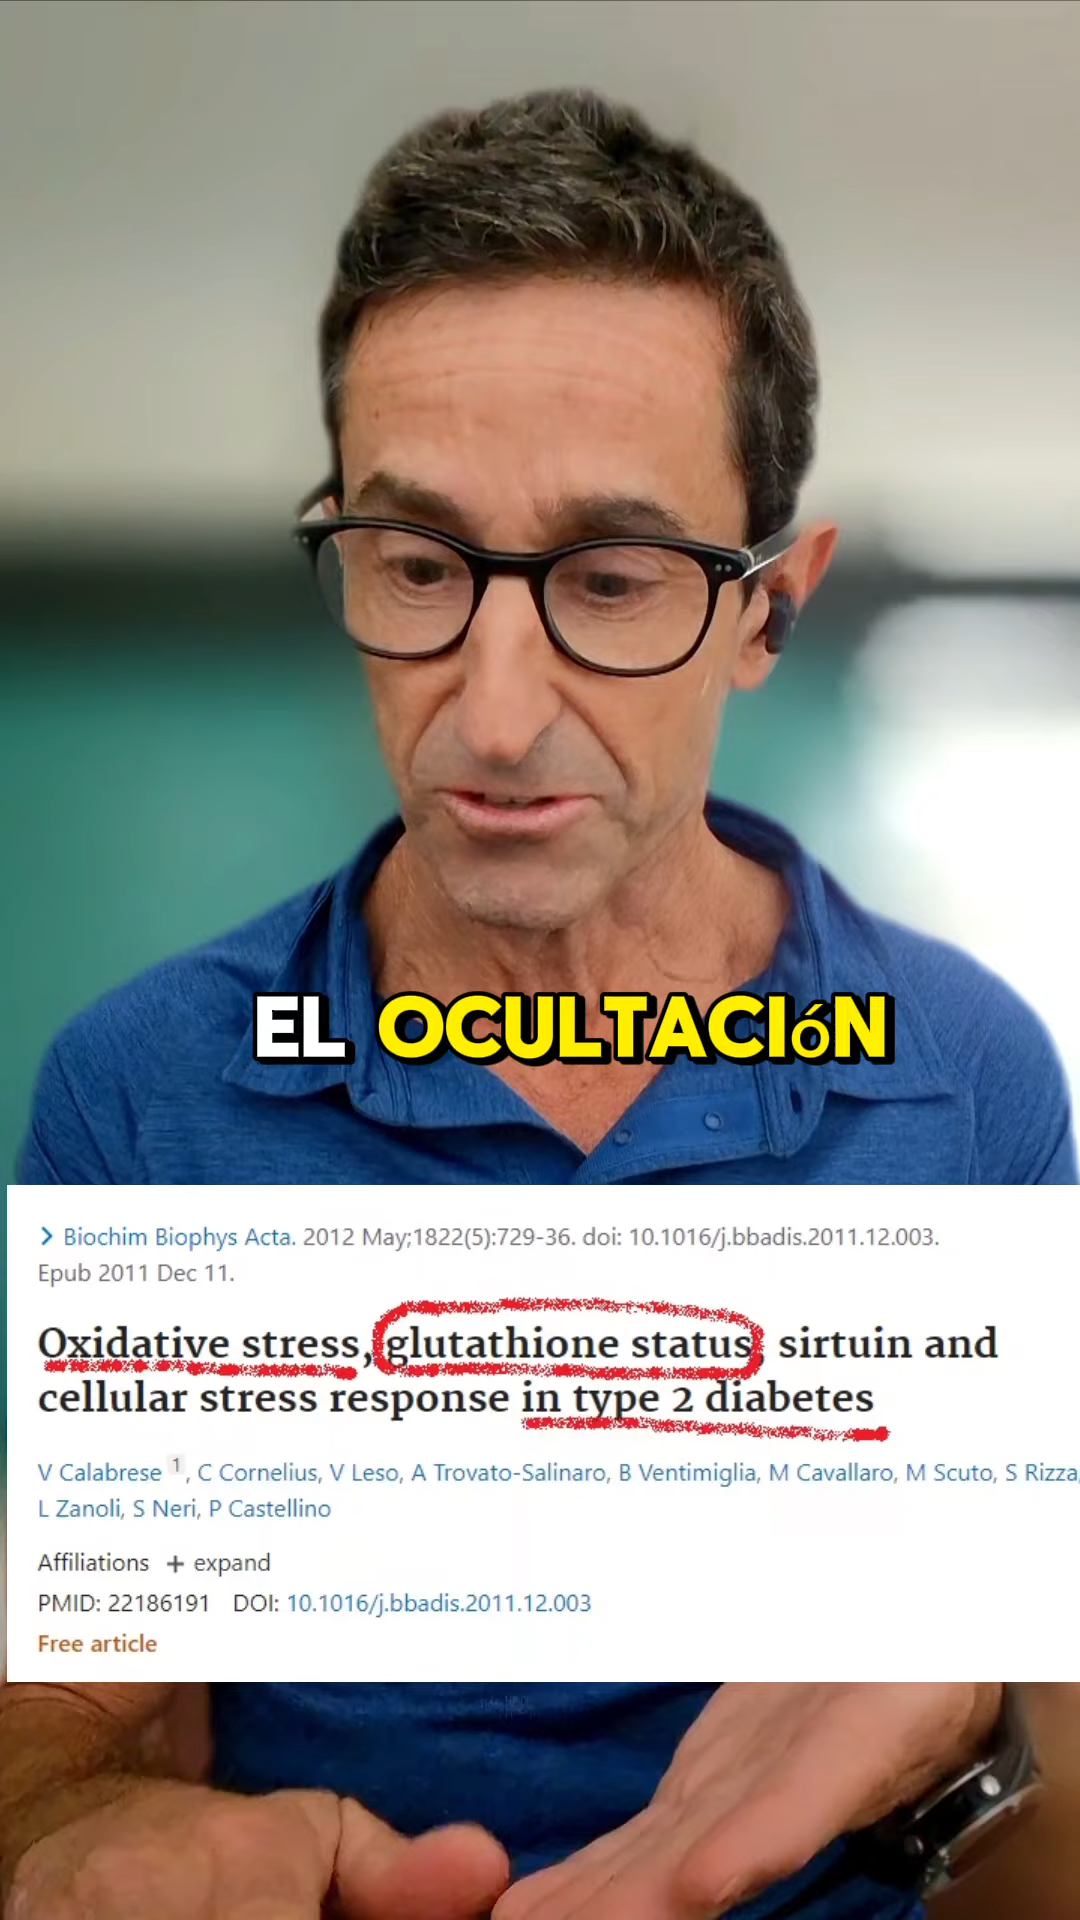 EL OCULTACIóN
> Biochim Biophys Acta. 2012 May;1822(5):729-36. doi: 10.1016/j.bbadis.2011.12.003.
Epub 2011 Dec 11.
Oxidative stress, glutathione status, sirtuin and
cellular stress response in type 2 diabetes
V Calabrese 1, C Cornelius, V Leso, A Trovato-Salinaro, B Ventimiglia, M Cavallaro, M Scuto, S Rizza,
L Zanoli, S Neri, P Castellino
Affiliations + expand
PMID: 22186191 DOI: 10.1016/j.bbadis.2011.12.003
Free article